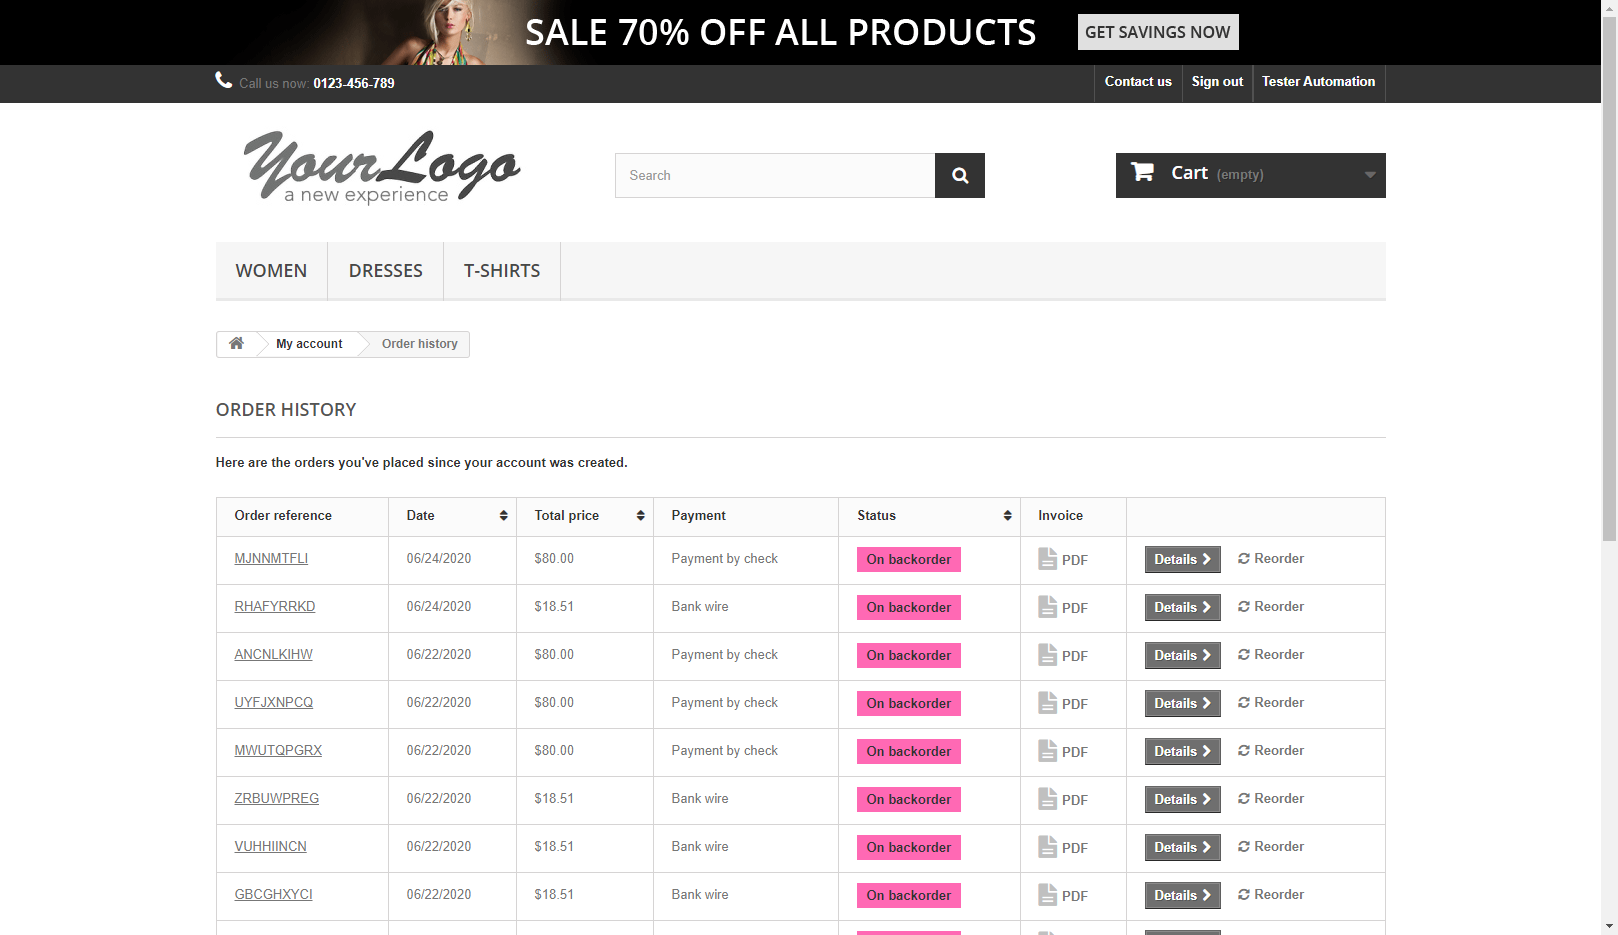 SALE 70% OFF ALL PRODUCTS GET SAVINGS NOW
Call us now: 0123-456-789 Contact us Sign out Tester Automation
YourLogo
a new experience
Search
Cart (empty)
WOMEN DRESSES T-SHIRTS
My account Order history
ORDER HISTORY
Here are the orders you've placed since your account was created.
Order reference Date Total price Payment Status Invoice
MJNNMTFLI 06/24/2020 $80.00 Payment by check On backorder PDF Details Reorder
RHAFYRRKD 06/24/2020 $18.51 Bank wire On backorder PDF Details Reorder
ANCNLKIHW 06/22/2020 $80.00 Payment by check On backorder PDF Details Reorder
UYFJXNPCQ 06/22/2020 $80.00 Payment by check On backorder PDF Details Reorder
MWUTQPGRX 06/22/2020 $80.00 Payment by check On backorder PDF Details Reorder
ZRBUWPREG 06/22/2020 $18.51 Bank wire On backorder PDF Details Reorder
VUHHIINCN 06/22/2020 $18.51 Bank wire On backorder PDF Details Reorder
GBCGHXYCI 06/22/2020 $18.51 Bank wire On backorder PDF Details Reorder